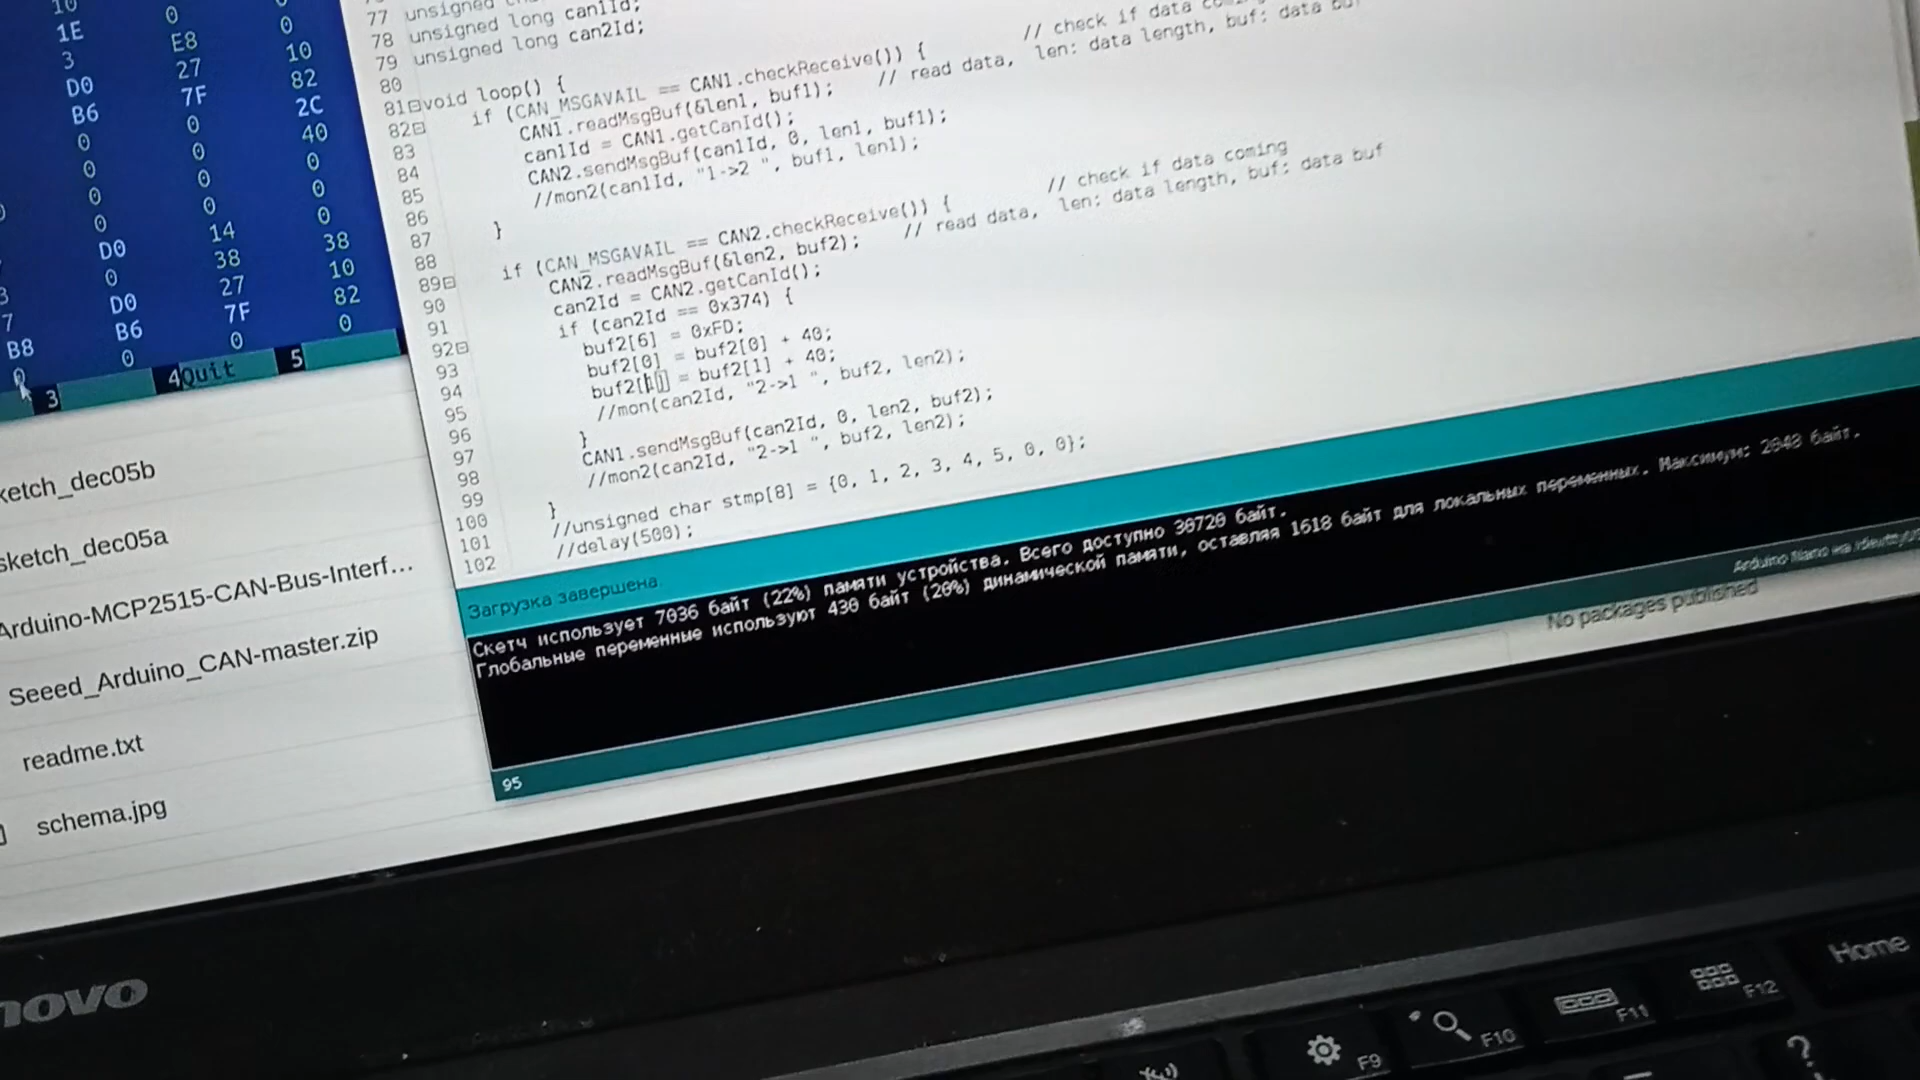 10 0 0
1E E8 10
3 27 82
D0 7F 2C
B6 0 40
0 0 0
0 0 0
0 0 0
0 14 38
D0 38 10
0 27 82
D0 7F 0
B8 B6 0
0 0
3 4Quit 5
77 unsigned
78 unsigned long can1Id;
79 unsigned long can2Id;
80
81 void loop() {
82 if (CAN_MSGAVAIL == CAN1.checkReceive()) { // check if data
83 CAN1.readMsgBuf(&len1, buf1); // read data, len: data length, buf: data buf
84 can1Id = CAN1.getCanId();
85 CAN2.sendMsgBuf(can1Id, 0, len1, buf1);
86 //mon2(can1Id, "1->2 ", buf1, len1);
87 }
88
89 if (CAN_MSGAVAIL == CAN2.checkReceive()) { // check if data coming
90 CAN2.readMsgBuf(&len2, buf2); // read data, len: data length, buf: data buf
91 can2Id = CAN2.getCanId();
92 if (can2Id == 0x374) {
93 buf2[6] = 0xFD;
94 buf2[0] = buf2[0] + 40;
95 buf2[1] = buf2[1] + 40;
96 //mon(can2Id, "2->1 ", buf2, len2);
97 }
98 CAN1.sendMsgBuf(can2Id, 0, len2, buf2);
99 //mon2(can2Id, "2->1 ", buf2, len2);
100 }
101 //unsigned char stmp[8] = {0, 1, 2, 3, 4, 5, 0, 0};
102 //delay(500);
Загрузка завершена.
Скетч использует 7036 байт (22%) памяти устройства. Всего доступно 30720 байт.
Глобальные переменные используют 430 байт (20%) динамической памяти, оставляя 1618 байт для локальных переменных. Максимум: 2048 байт.
95
Arduino Nano на
No packages published
sketch_dec05b
sketch_dec05a
Arduino-MCP2515-CAN-Bus-Interf...
Seeed_Arduino_CAN-master.zip
readme.txt
schema.jpg
novo
F9 F10 F11 F12 Home
?